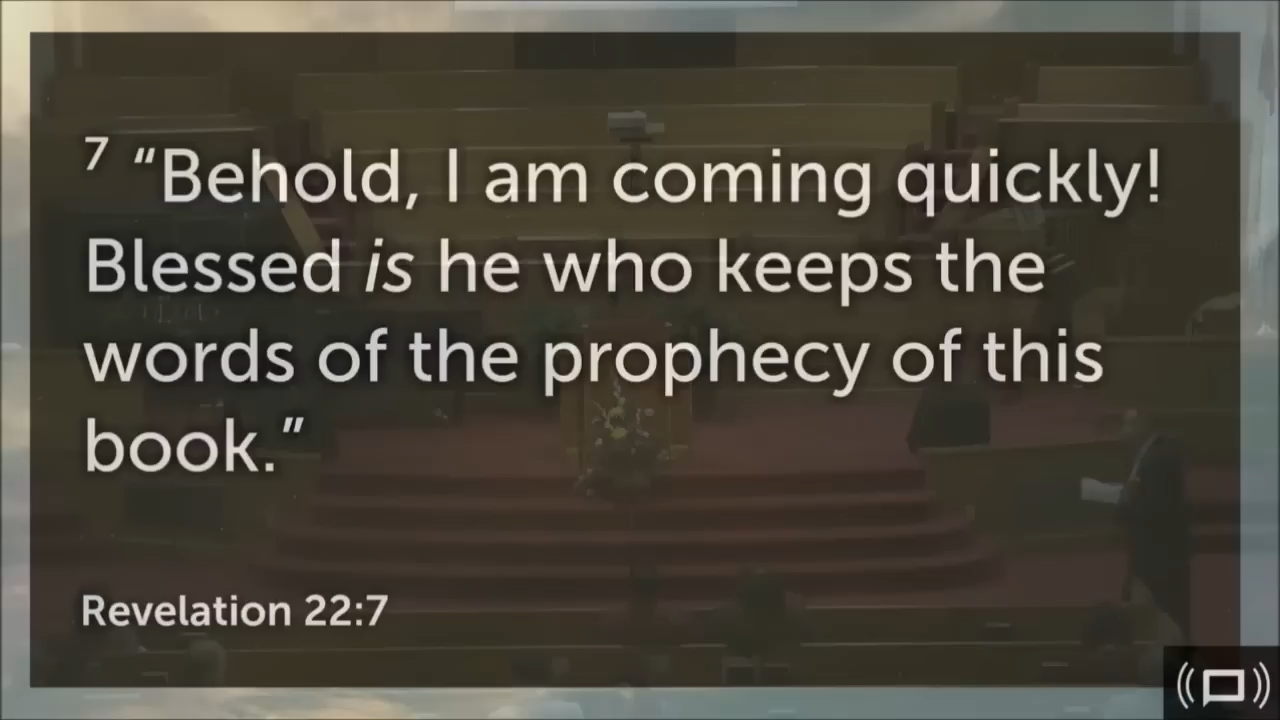 7 “Behold, I am coming quickly!
Blessed is he who keeps the
words of the prophecy of this
book.”
Revelation 22:7